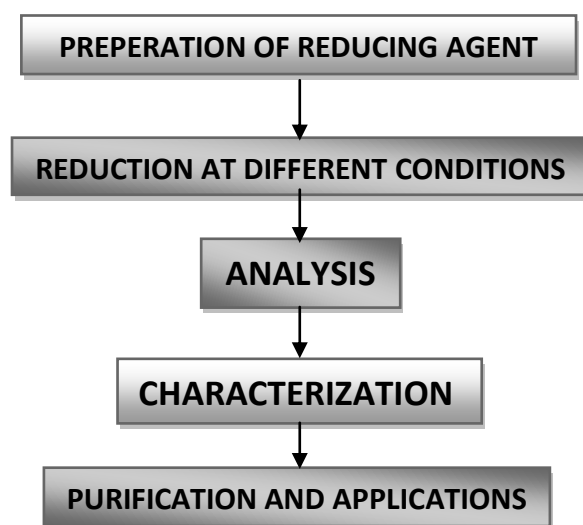 PREPERATION OF REDUCING AGENT
REDUCTION AT DIFFERENT CONDITIONS
ANALYSIS
CHARACTERIZATION
PURIFICATION AND APPLICATIONS